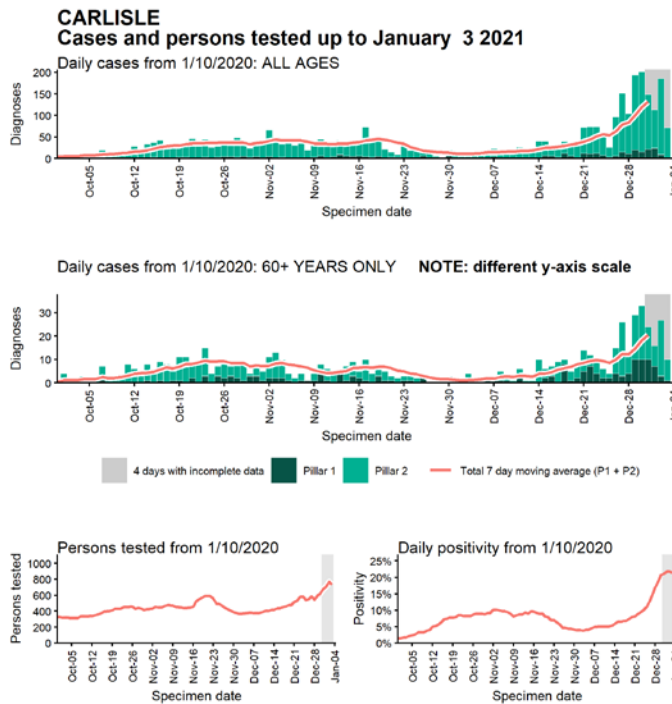 CARLISLE
Cases and persons tested up to January 3 2021
Daily cases from 1/10/2020: ALL AGES
Diagnoses
200
150
100
50
0
Oct-05
Oct-12
Oct-19
Oct-26
Nov-02
Nov-09
Nov-16
Nov-23
Nov-30
Dec-07
Dec-14
Dec-21
Dec-28
Specimen date
Daily cases from 1/10/2020: 60+ YEARS ONLY NOTE: different y-axis scale
Diagnoses
30
20
10
0
Oct-05
Oct-12
Oct-19
Oct-26
Nov-02
Nov-09
Nov-16
Nov-23
Nov-30
Dec-07
Dec-14
Dec-21
Dec-28
Specimen date
4 days with incomplete data Pillar 1 Pillar 2 Total 7 day moving average (P1 + P2)
Persons tested from 1/10/2020
Persons tested
1000
800
600
400
200
0
Oct-05
Oct-12
Oct-19
Oct-26
Nov-02
Nov-09
Nov-16
Nov-23
Nov-30
Dec-07
Dec-14
Dec-21
Dec-28
Jan-04
Specimen date
Daily positivity from 1/10/2020
Positivity
25%
20%
15%
10%
5%
0%
Oct-05
Oct-12
Oct-19
Oct-26
Nov-02
Nov-09
Nov-16
Nov-23
Nov-30
Dec-07
Dec-14
Dec-21
Dec-28
Specimen date